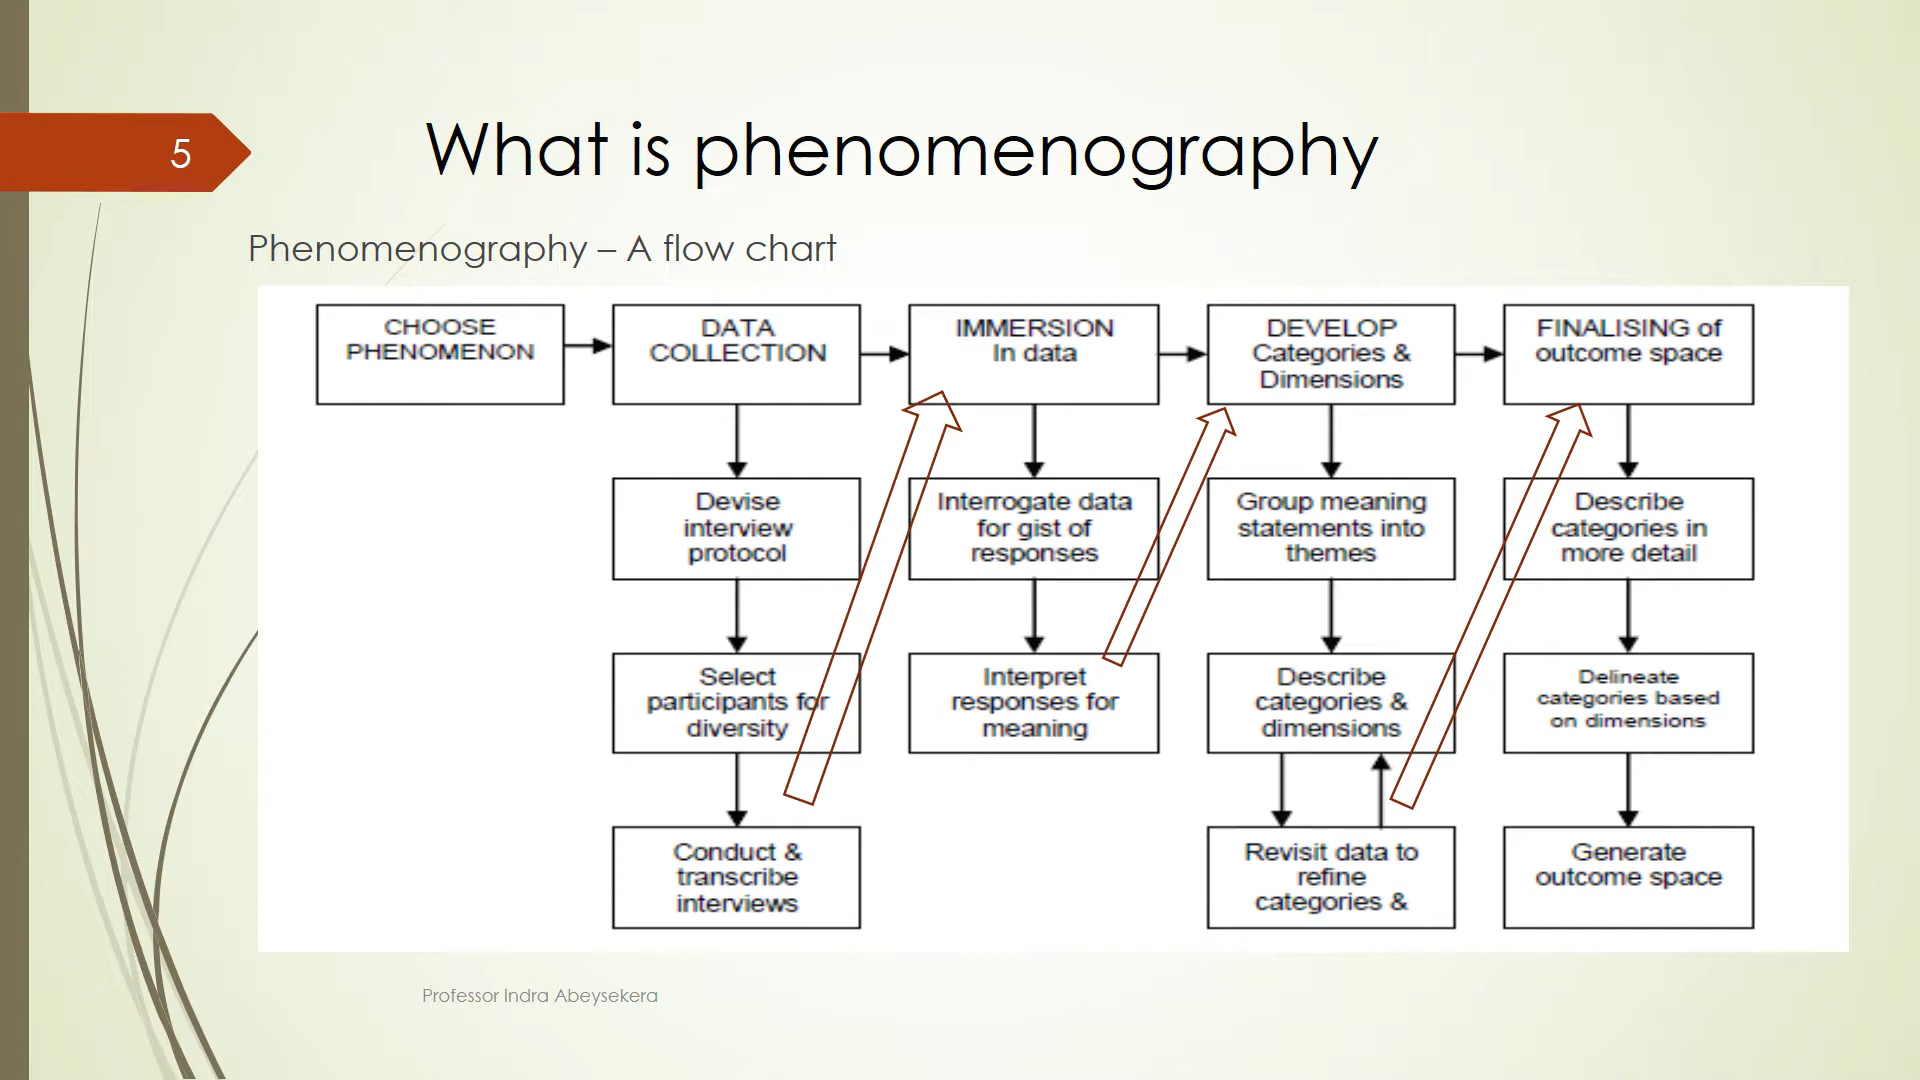 5
What is phenomenography
Phenomenography – A flow chart
CHOOSE
PHENOMENON
DATA
COLLECTION
IMMERSION
In data
DEVELOP
Categories &
Dimensions
FINALISING of
outcome space
Devise
interview
protocol
Interrogate data
for gist of
responses
Group meaning
statements into
themes
Describe
categories in
more detail
Select
participants for
diversity
Interpret
responses for
meaning
Describe
categories &
dimensions
Delineate
categories based
on dimensions
Conduct &
transcribe
interviews
Revisit data to
refine
categories &
Generate
outcome space
Professor Indra Abeysekera